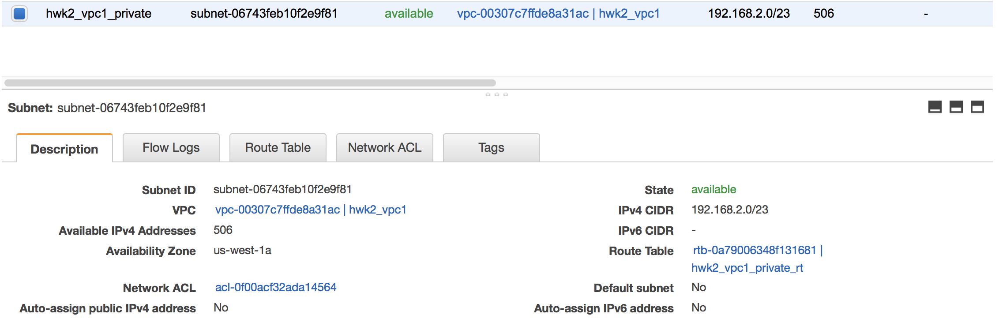 hwk2_vpc1_private subnet-06743feb10f2e9f81 available vpc-00307c7ffde8a31ac | hwk2_vpc1 192.168.2.0/23 506 -
Subnet: subnet-06743feb10f2e9f81
Description Flow Logs Route Table Network ACL Tags
Subnet ID subnet-06743feb10f2e9f81 State available
VPC vpc-00307c7ffde8a31ac | hwk2_vpc1 IPv4 CIDR 192.168.2.0/23
Available IPv4 Addresses 506 IPv6 CIDR -
Availability Zone us-west-1a Route Table rtb-0a79006348f131681 |
hwk2_vpc1_private_rt
Network ACL acl-0f00acf32ada14564 Default subnet No
Auto-assign public IPv4 address No Auto-assign IPv6 address No